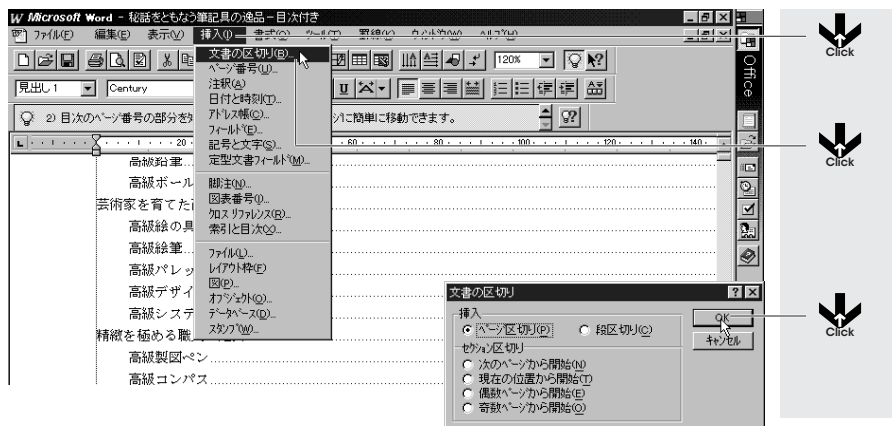 Microsoft Word - 秘話をともなう筆記具の逸品－目次付き
ファイル(F) 編集(E) 表示(V) 挿入(I) 書式(O) ツール(T) 罫線(A) ウィンドウ(W) ヘルプ(H)
120%
見出し 1 Century
2) 目次のページ番号の部分を
に簡単に移動できます。
20 60 80 100 120 140
Office
文書の区切り(B)...
ページ番号(U)...
注釈(A)
日付と時刻(T)...
アドレス帳(C)...
フィールド(E)...
記号と文字(S)...
定型文書フィールド(M)...
脚注(N)...
図表番号(I)...
クロス リファレンス(R)...
索引と目次(X)...
ファイル(L)...
レイアウト枠(F)
図(P)...
オブジェクト(O)...
データベース(D)...
スタンプ(W)...
高級鉛筆
高級ボール
芸術家を育てた
高級絵の具
高級絵筆
高級パレッ
高級デザイ
高級システ
精緻を極める職
高級製図ペン
高級コンパス
文書の区切り
挿入
ページ区切り(P) 段区切り(C)
セクション区切り
次のページから開始(N)
現在の位置から開始(T)
偶数ページから開始(E)
奇数ページから開始(O)
OK
キャンセル
Click
Click
Click